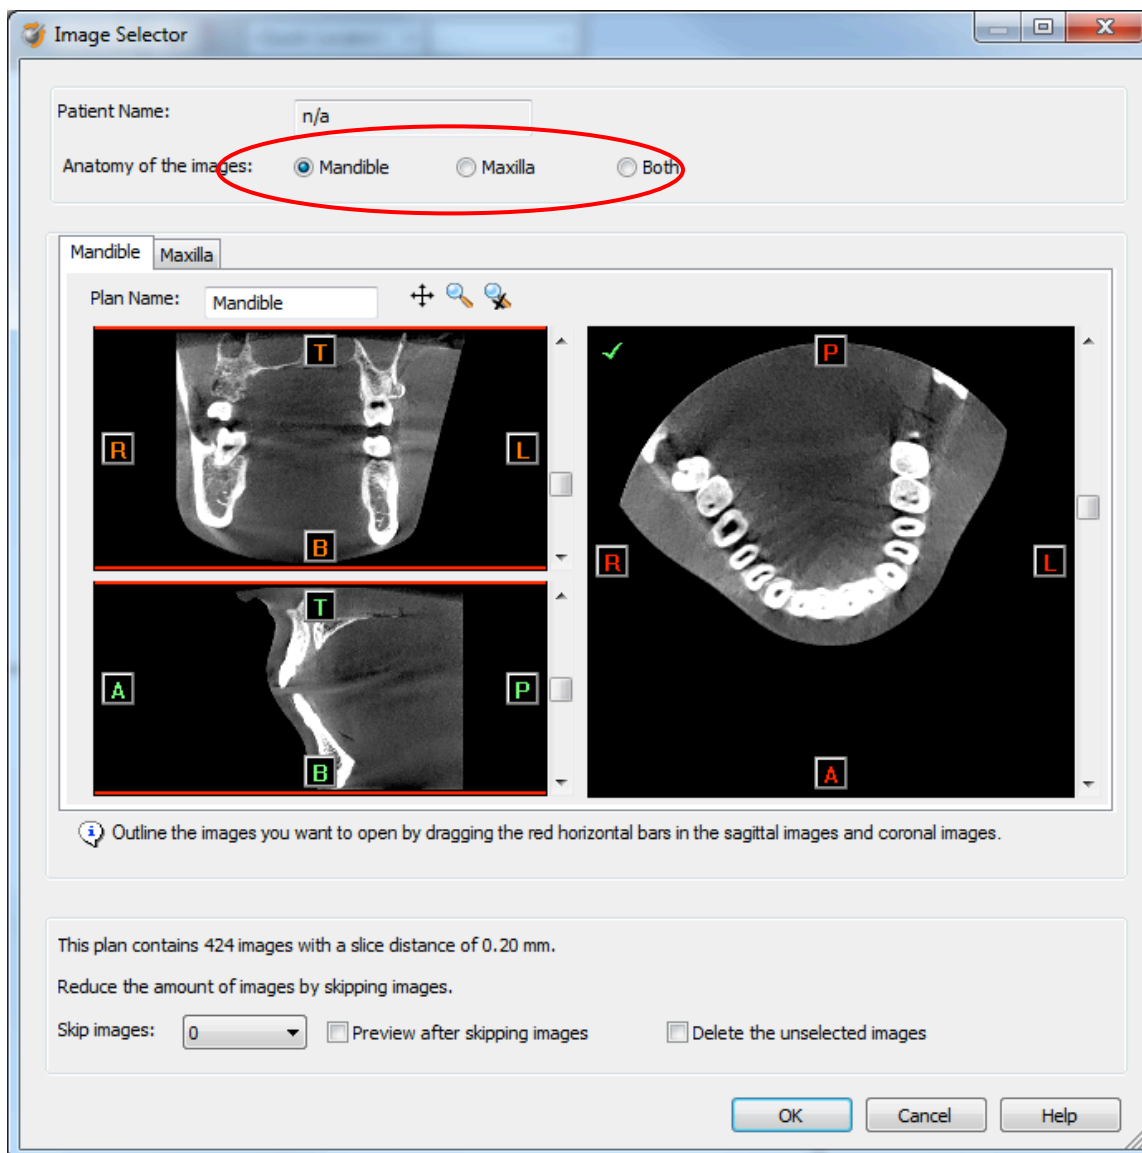 Image Selector
Patient Name: n/a
Anatomy of the images: Mandible Maxilla Both
Mandible Maxilla
Plan Name: Mandible
T
R L
B
T
A P
B
P
R L
A
Outline the images you want to open by dragging the red horizontal bars in the sagittal images and coronal images.
This plan contains 424 images with a slice distance of 0.20 mm.
Reduce the amount of images by skipping images.
Skip images: 0 Preview after skipping images Delete the unselected images
OK Cancel Help